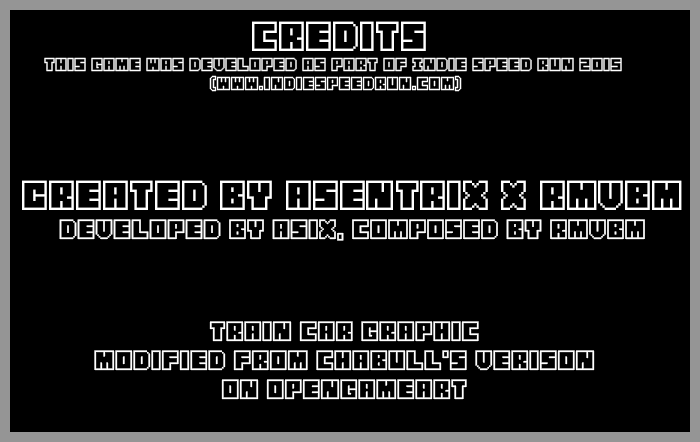 CREDITS
THIS GAME WAS DEVELOPED AS PART OF INDIE SPEED RUN 2015
(WWW.INDIESPEEDRUN.COM)
CREATED BY ASENTRIX X RMVBM
DEVELOPED BY ASIX, COMPOSED BY RMVBM
TRAIN CAR GRAPHIC
MODIFIED FROM CHABULL'S VERISON
ON OPENGAMEART